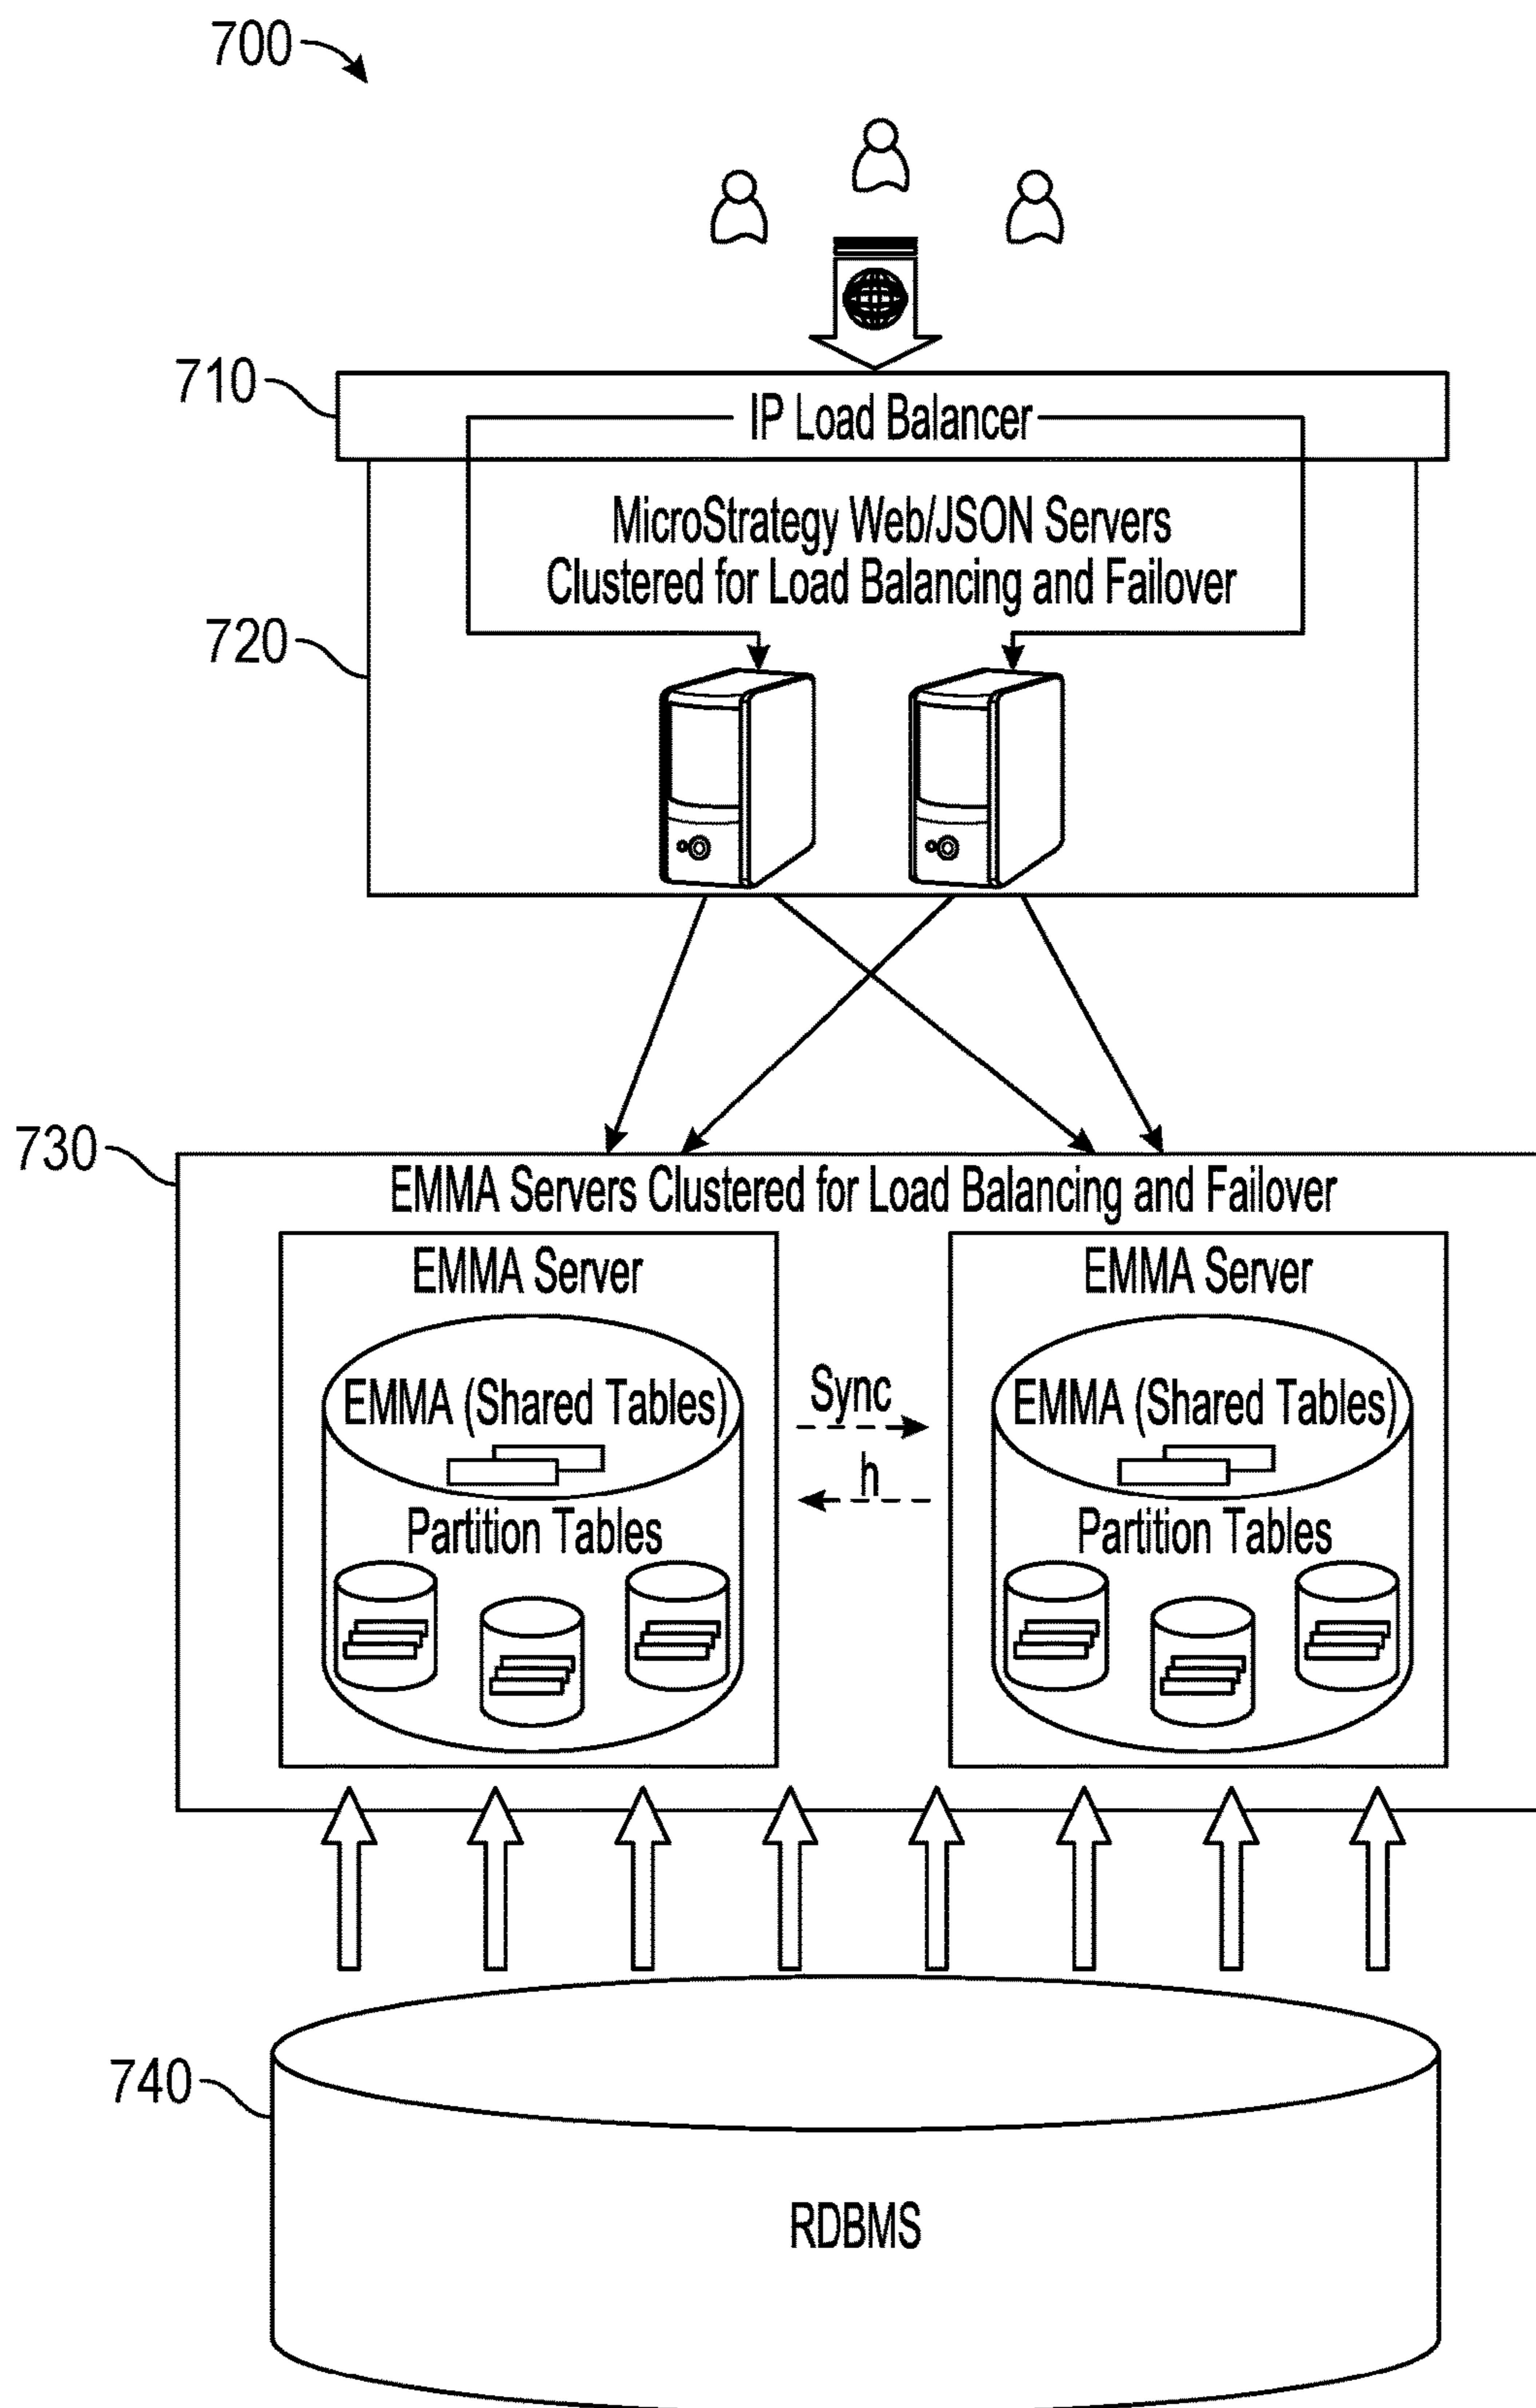 700
710
IP Load Balancer
MicroStrategy Web/JSON Servers
Clustered for Load Balancing and Failover
720
730
EMMA Servers Clustered for Load Balancing and Failover
EMMA Server
EMMA (Shared Tables)
Partition Tables
Sync
h
EMMA Server
EMMA (Shared Tables)
Partition Tables
740
RDBMS